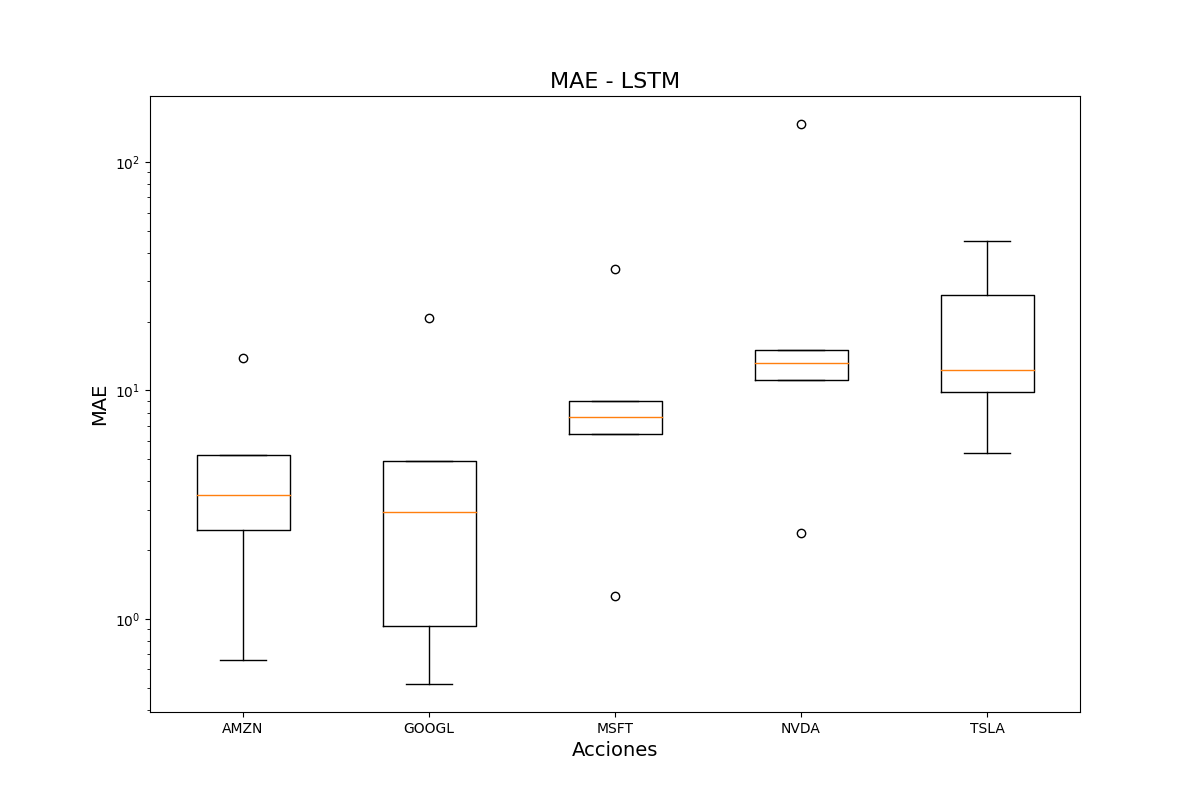 MAE - LSTM
MAE
10²
10¹
10⁰
AMZN GOOGL MSFT NVDA TSLA
Acciones